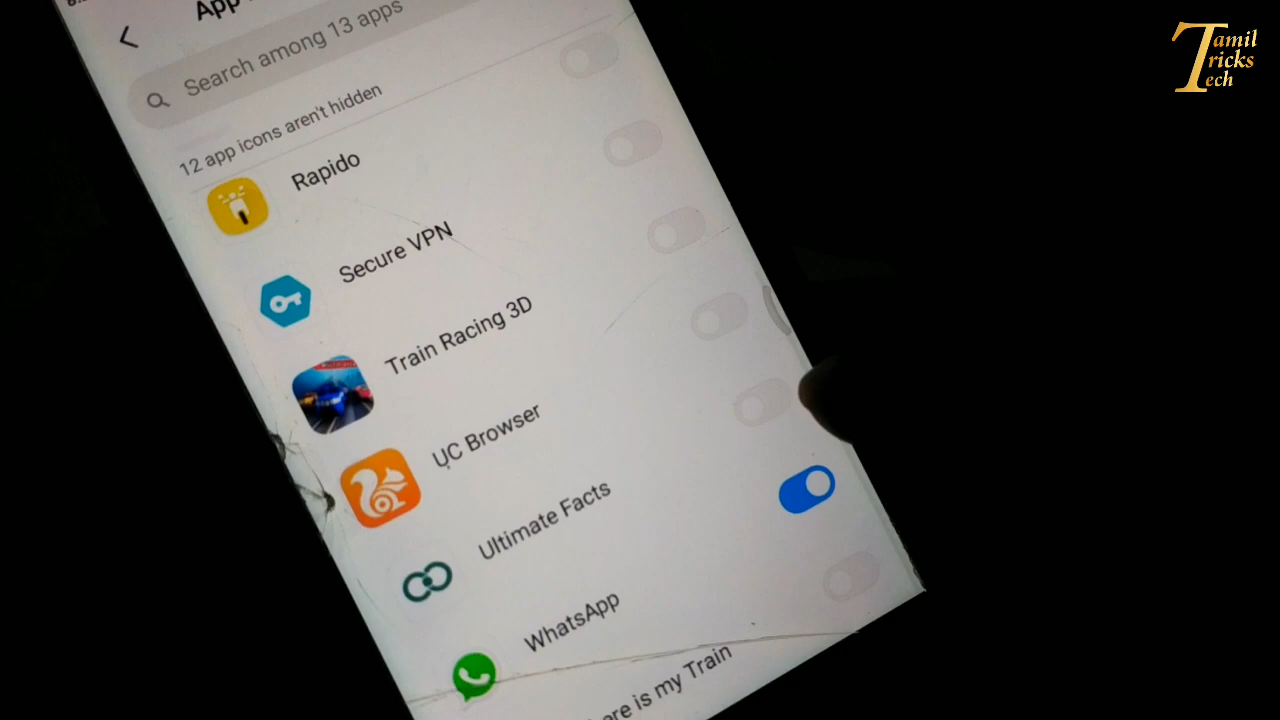 App
Search among 13 apps
12 app icons aren't hidden
Rapido
Secure VPN
Train Racing 3D
UC Browser
Ultimate Facts
WhatsApp
ere is my Train
Tamil
Tricks
Tech